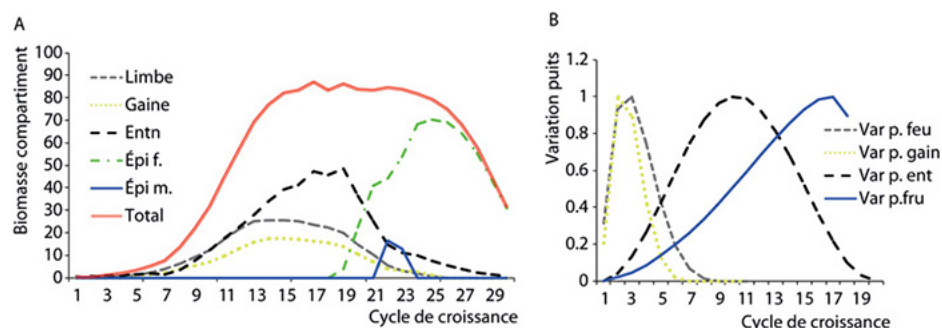 A
Biomasse compartiment
100
90
80
70
60
50
40
30
20
10
0
Limbe
Gaine
Entn
Épi f.
Épi m.
Total
1 3 5 7 9 11 13 15 17 19 21 23 25 27 29
Cycle de croissance
B
Variation puits
1.2
1
0.8
0.6
0.4
0.2
0
Var p. feu
Var p. gain
Var p. ent
Var p.fru
1 3 5 7 9 11 13 15 17 19
Cycle de croissance